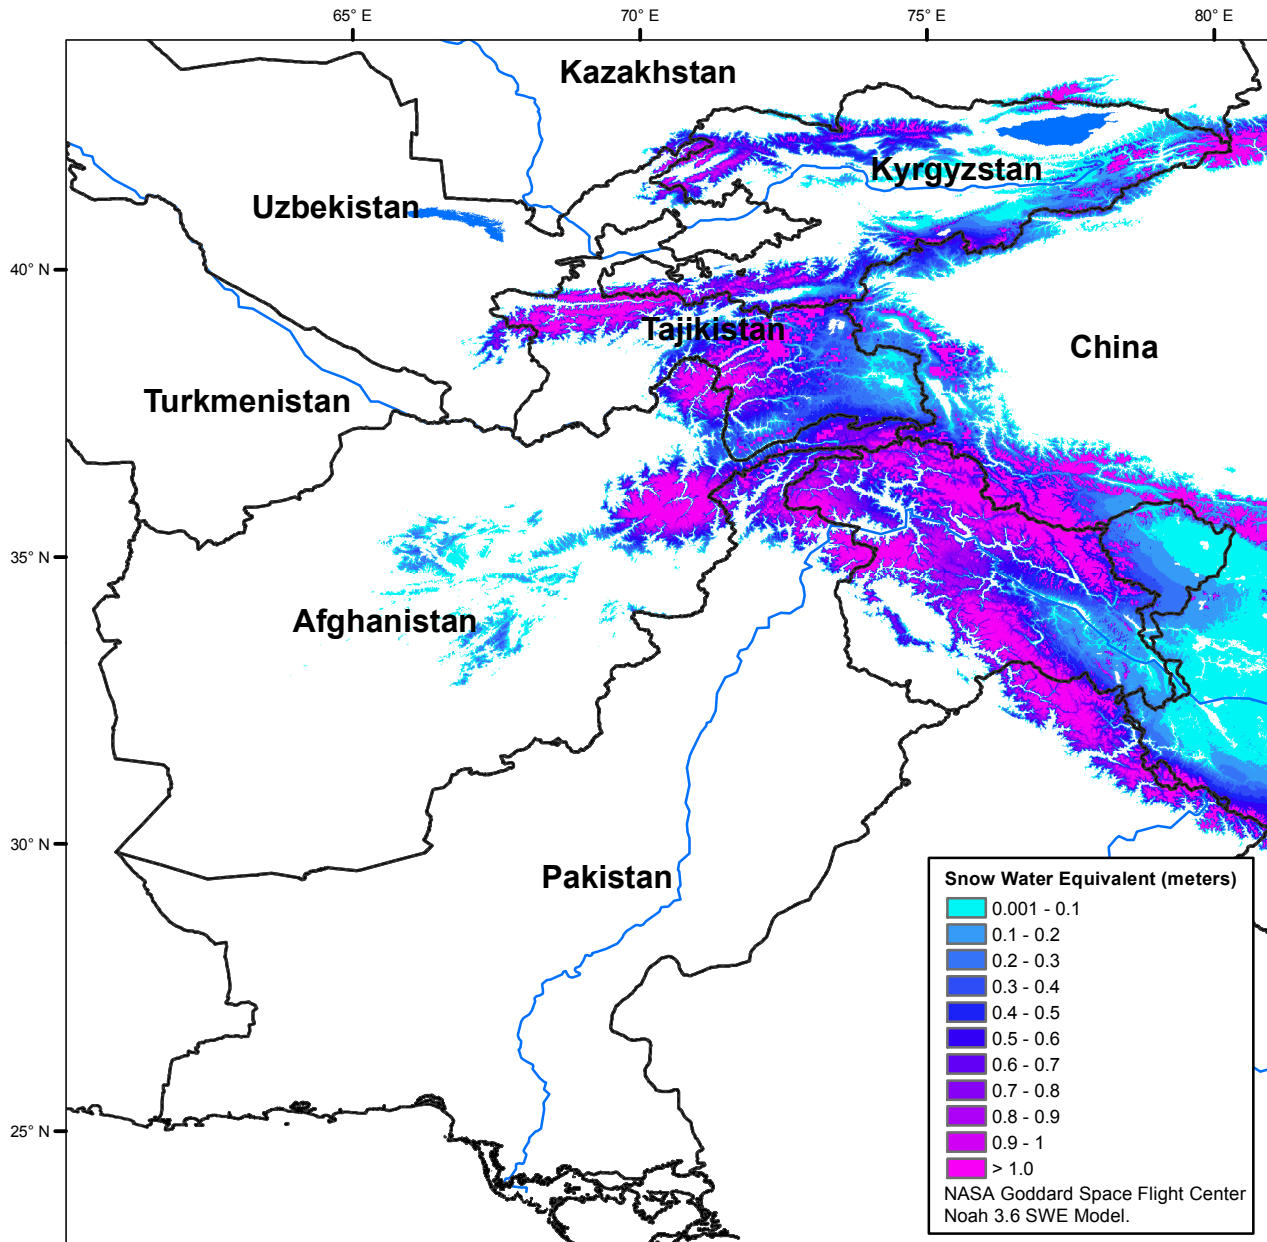 65° E
70° E
75° E
80° E
Kazakhstan
Kyrgyzstan
Uzbekistan
40° N
Tajikistan
China
Turkmenistan
35° N
Afghanistan
30° N
Pakistan
25° N
Snow Water Equivalent (meters)
0.001 - 0.1
0.1 - 0.2
0.2 - 0.3
0.3 - 0.4
0.4 - 0.5
0.5 - 0.6
0.6 - 0.7
0.7 - 0.8
0.8 - 0.9
0.9 - 1
> 1.0
NASA Goddard Space Flight Center
Noah 3.6 SWE Model.